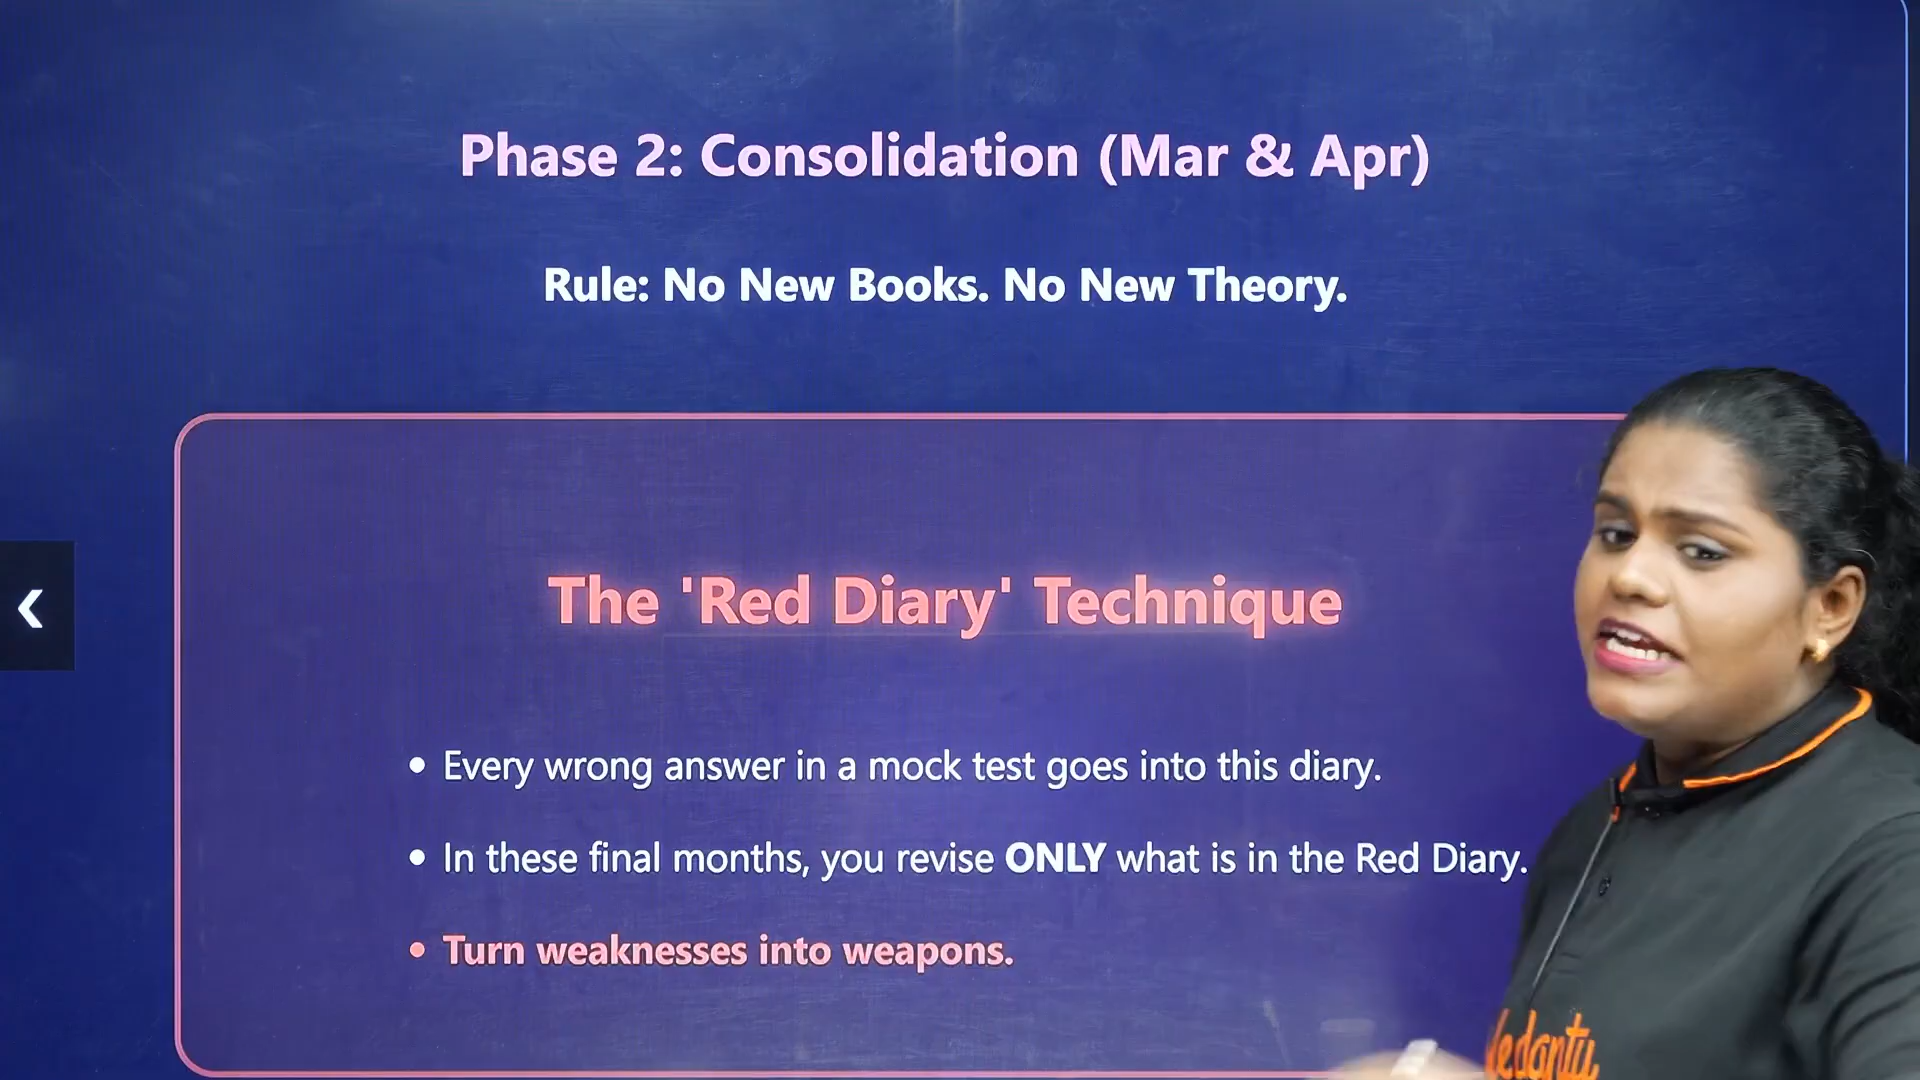 Phase 2: Consolidation (Mar & Apr)
Rule: No New Books. No New Theory.
The 'Red Diary' Technique
• Every wrong answer in a mock test goes into this diary.
• In these final months, you revise ONLY what is in the Red Diary.
• Turn weaknesses into weapons.
Vedantu